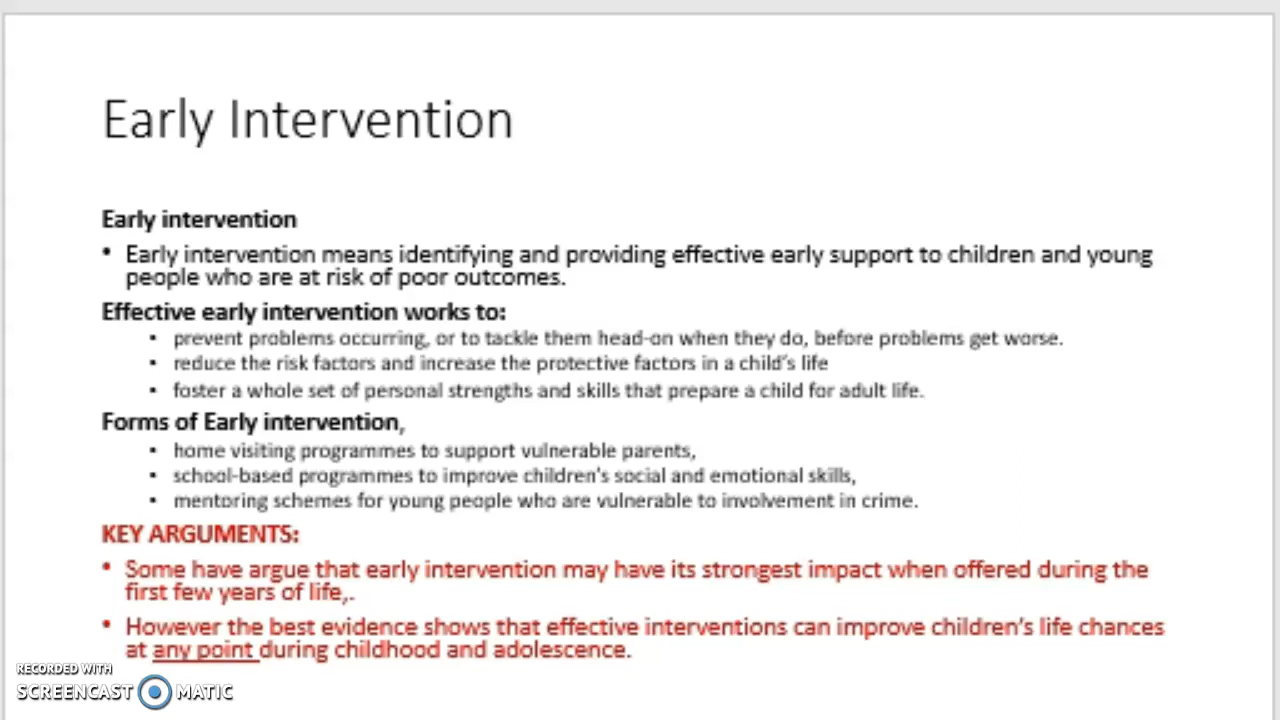 Early Intervention
Early intervention
• Early intervention means identifying and providing effective early support to children and young
people who are at risk of poor outcomes.
Effective early intervention works to:
• prevent problems occurring, or to tackle them head-on when they do, before problems get worse.
• reduce the risk factors and increase the protective factors in a child's life
• foster a whole set of personal strengths and skills that prepare a child for adult life.
Forms of Early intervention,
• home visiting programmes to support vulnerable parents,
• school-based programmes to improve children's social and emotional skills,
• mentoring schemes for young people who are vulnerable to involvement in crime.
KEY ARGUMENTS:
• Some have argue that early intervention may have its strongest impact when offered during the
first few years of life,.
• However the best evidence shows that effective interventions can improve children's life chances
at any point during childhood and adolescence.
RECORDED WITH
SCREENCAST MATIC